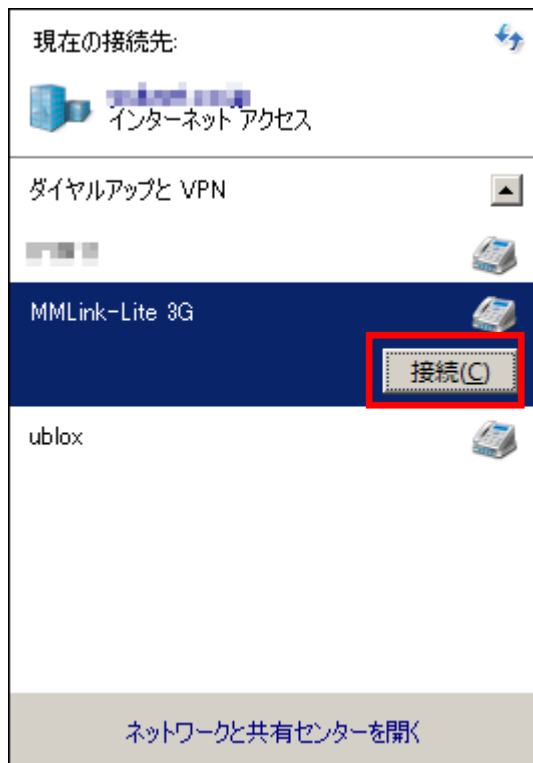 現在の接続先:
インターネット アクセス
ダイヤルアップと VPN
MMLink-Lite 3G
接続(C)
ublox
ネットワークと共有センターを開く